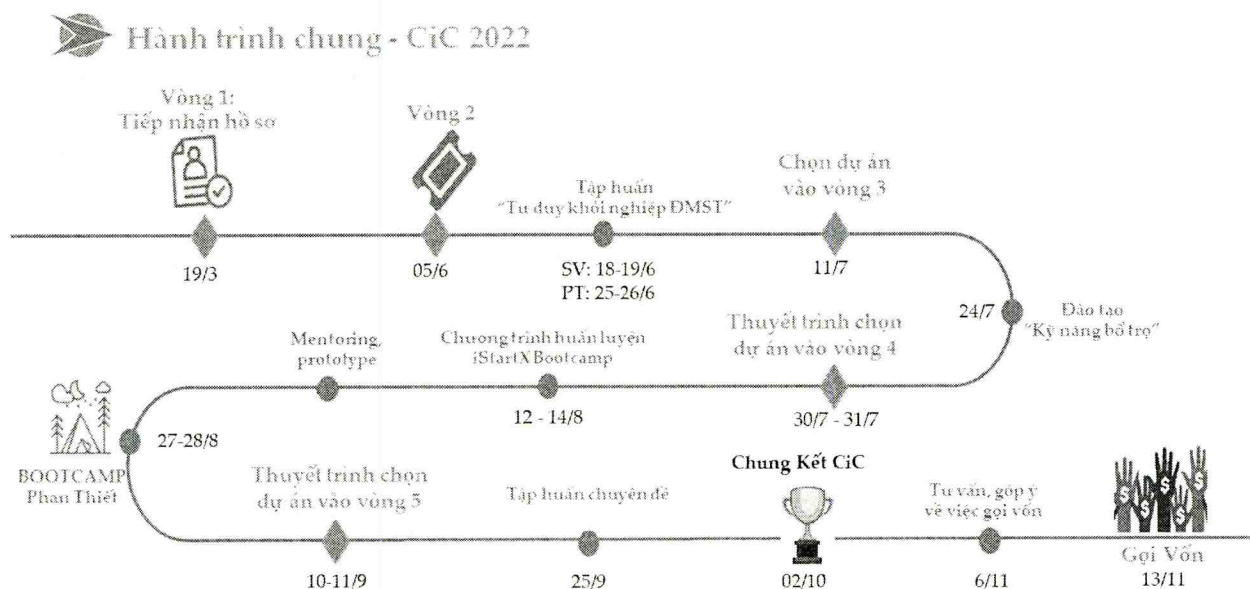 Hành trình chung - CiC 2022
Vòng 1:
Tiếp nhận hồ sơ
19/3
Vòng 2
05/6
Tập huấn
"Tư duy khởi nghiệp ĐMST"
SV: 18-19/6
PT: 25-26/6
Chọn dự án
vào vòng 3
11/7
24/7
Đào tạo
"Kỹ năng bổ trợ"
Thuyết trình chọn
dự án vào vòng 4
30/7 - 31/7
Chương trình huấn luyện
iStartX Bootcamp
12 - 14/8
Mentoring,
prototype
27-28/8
BOOTCAMP
Phan Thiết
Thuyết trình chọn
dự án vào vòng 5
10-11/9
Tập huấn chuyên đề
25/9
Chung Kết CiC
02/10
Tư vấn, góp ý
về việc gọi vốn
6/11
$ $ $ $
Gọi Vốn
13/11